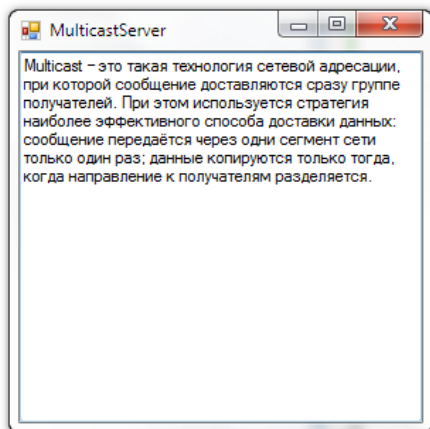 MulticastServer
Multicast – это такая технология сетевой адресации,
при которой сообщение доставляются сразу группе
получателей. При этом используется стратегия
наиболее эффективного способа доставки данных:
сообщение передаётся через одни сегмент сети
только один раз; данные копируются только тогда,
когда направление к получателям разделяется.